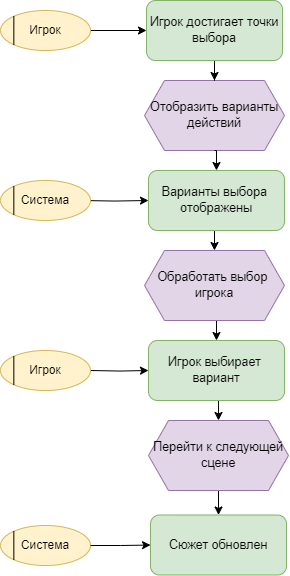 Игрок
Игрок достигает точки
выбора
Отобразить варианты
действий
Система
Варианты выбора
отображены
Обработать выбор
игрока
Игрок
Игрок выбирает
вариант
Перейти к следующей
сцене
Система
Сюжет обновлен